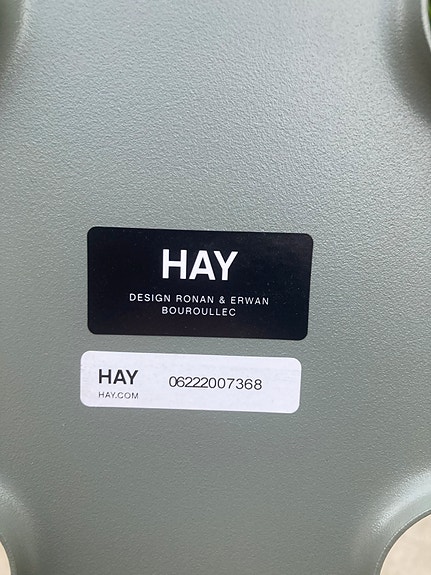 HAY
DESIGN RONAN & ERWAN
BOUROULLEC
HAY 06222007368
HAY.COM